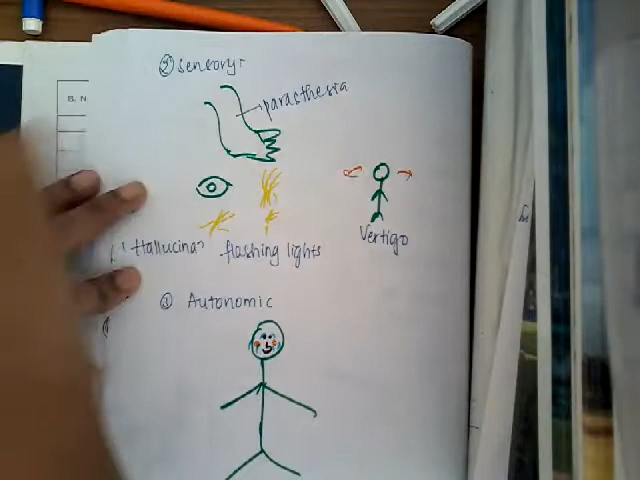 ② Sensory:
parasthesia
Hallucina?
flashing lights
Vertigo
③ Autonomic
B. N